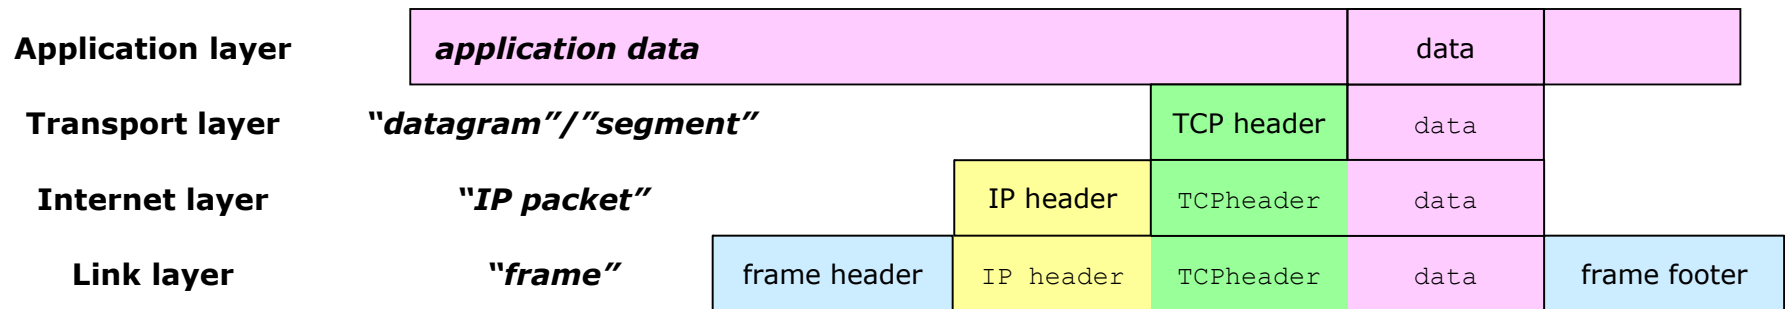 Application layer application data data
Transport layer “datagram”/”segment” TCP header data
Internet layer “IP packet” IP header TCPheader data
Link layer “frame” frame header IP header TCPheader data frame footer